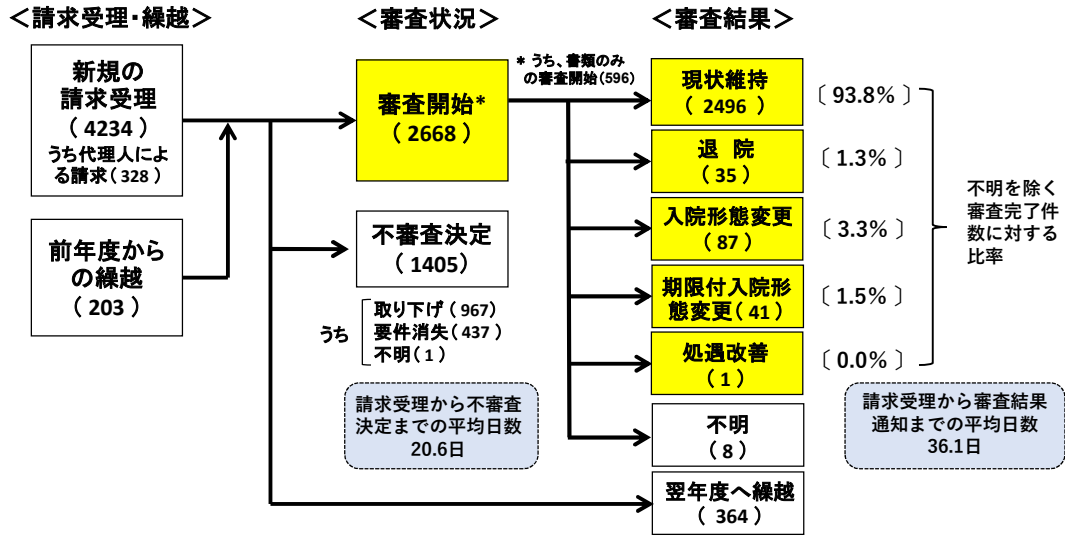 ＜請求受理・繰越＞
新規の
請求受理
（ 4234 ）
うち代理人によ
る請求（ 328 ）
前年度から
の繰越
（ 203 ）
＜審査状況＞
審査開始*
（ 2668 ）
* うち、書類のみ
の審査開始（596）
不審査決定
（ 1405 ）
うち
取り下げ（ 967）
要件消失（ 437 ）
不明（ 1 ）
請求受理から不審査
決定までの平均日数
20.6日
＜審査結果＞
現状維持
（ 2496 ）
〔 93.8% 〕
退 院
（ 35 ）
〔 1.3% 〕
入院形態変更
（ 87 ）
〔 3.3% 〕
期限付入院形
態変更（ 41 ）
〔 1.5% 〕
処遇改善
（ 1 ）
〔 0.0% 〕
不明を除く
審査完了件
数に対する
比率
不明
（ 8 ）
請求受理から審査結果
通知までの平均日数
36.1日
翌年度へ繰越
（ 364 ）